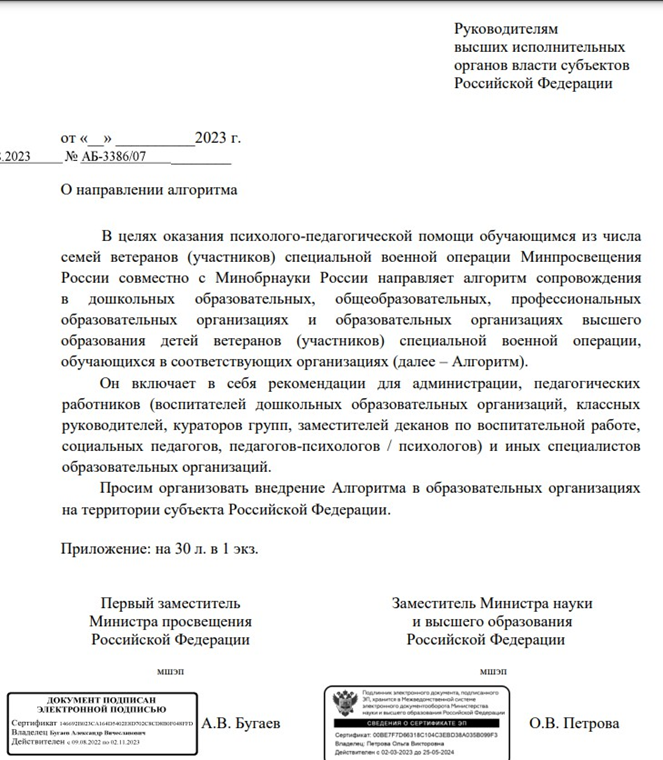 Руководителям
высших исполнительных
органов власти субъектов
Российской Федерации
от «__» __________2023 г.
.2023 № АБ-3386/07
О направлении алгоритма
В целях оказания психолого-педагогической помощи обучающимся из числа
семей ветеранов (участников) специальной военной операции Минпросвещения
России совместно с Минобрнауки России направляет алгоритм сопровождения
в дошкольных образовательных, общеобразовательных, профессиональных
образовательных организациях и образовательных организациях высшего
образования детей ветеранов (участников) специальной военной операции,
обучающихся в соответствующих организациях (далее – Алгоритм).
Он включает в себя рекомендации для администрации, педагогических
работников (воспитателей дошкольных образовательных организаций, классных
руководителей, кураторов групп, заместителей деканов по воспитательной работе,
социальных педагогов, педагогов-психологов / психологов) и иных специалистов
образовательных организаций.
Просим организовать внедрение Алгоритма в образовательных организациях
на территории субъекта Российской Федерации.
Приложение: на 30 л. в 1 экз.
Первый заместитель
Министра просвещения
Российской Федерации
мшэп
ДОКУМЕНТ ПОДПИСАН
ЭЛЕКТРОННОЙ ПОДПИСЬЮ
Сертификат
Владелец Бугаев Александр Вячеславович
Действителен с 09.08.2022 по 02.11.2023
А.В. Бугаев
Заместитель Министра науки
и высшего образования
Российской Федерации
мшэп
Подлинник электронного документа, подписанного
ЭП, хранится в Межведомственной системе
электронного документооборота Министерства
науки и высшего образования Российской Федерации
СВЕДЕНИЯ О СЕРТИФИКАТЕ ЭП
Сертификат: 00BE7F7D66318C104C3EBD38A035B099F3
Владелец: Петрова Ольга Викторовна
Действителен с 02-03-2023 до 25-05-2024
О.В. Петрова